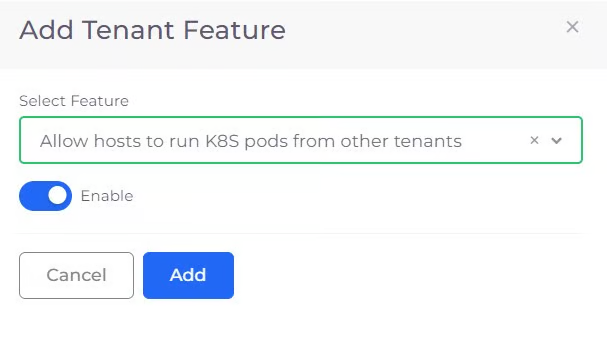 Add Tenant Feature
Select Feature
Allow hosts to run K8S pods from other tenants
Enable
Cancel Add